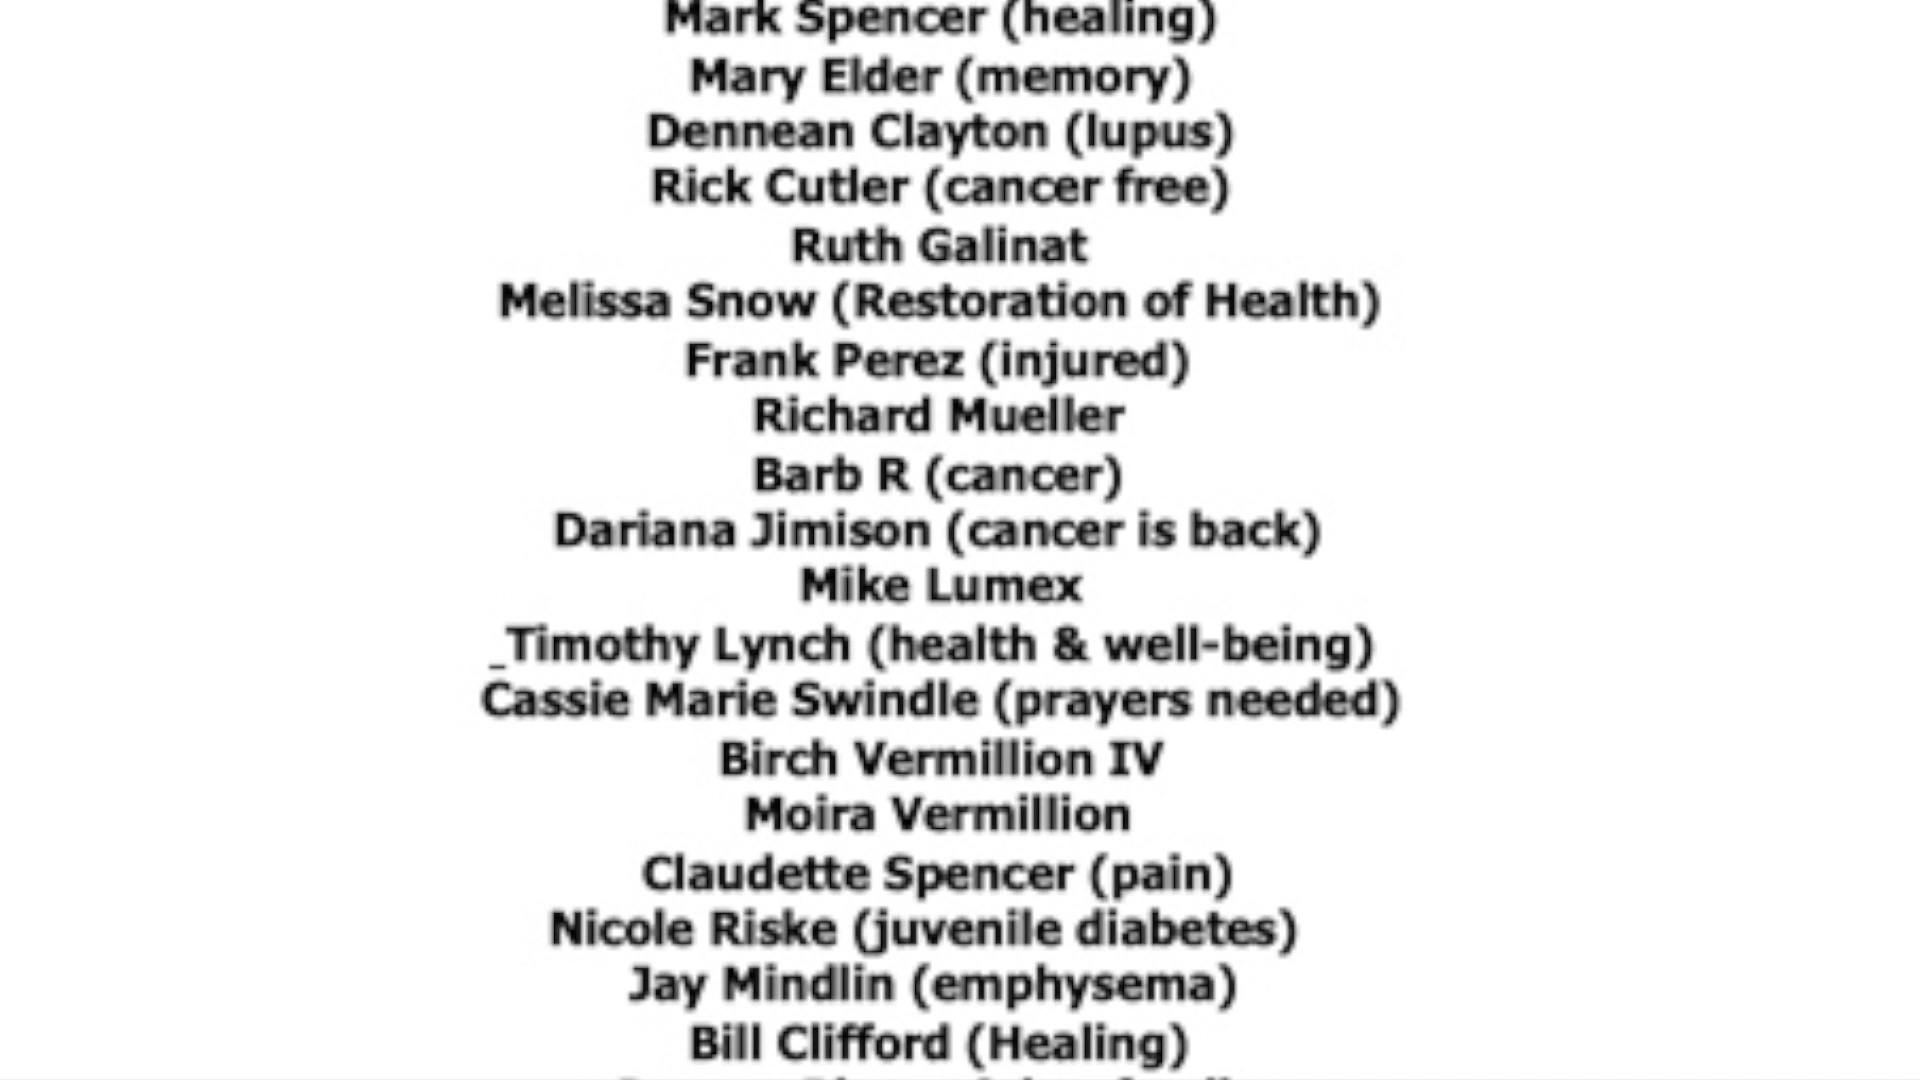 Mark Spencer (healing)
Mary Elder (memory)
Dennean Clayton (lupus)
Rick Cutler (cancer free)
Ruth Galinat
Melissa Snow (Restoration of Health)
Frank Perez (injured)
Richard Mueller
Barb R (cancer)
Dariana Jimison (cancer is back)
Mike Lumex
_Timothy Lynch (health & well-being)
Cassie Marie Swindle (prayers needed)
Birch Vermillion IV
Moira Vermillion
Claudette Spencer (pain)
Nicole Riske (juvenile diabetes)
Jay Mindlin (emphysema)
Bill Clifford (Healing)